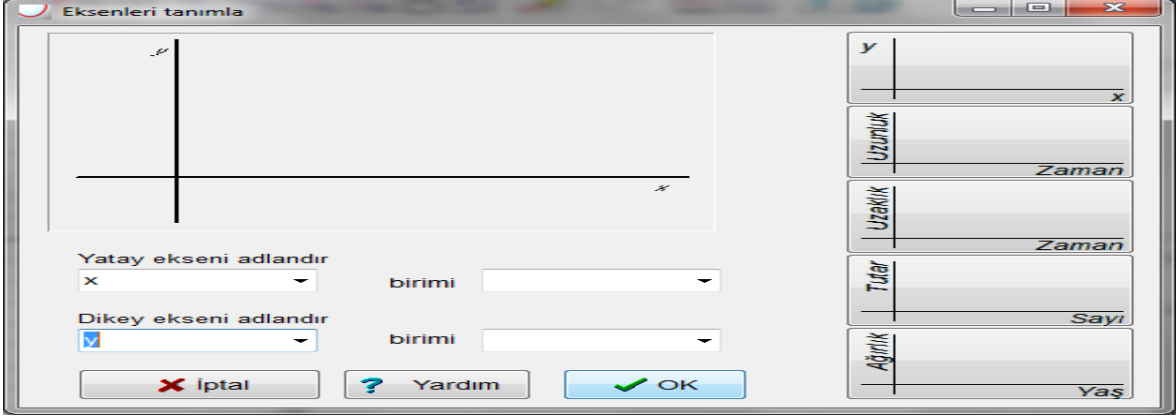 Eksenleri tanımla
y
x
Yatay ekseni adlandır
x birimi
Dikey ekseni adlandır
y birimi
İptal ? Yardım OK
y
x
Uzunluk
Zaman
Uzaklık
Zaman
Tutar
Sayı
Ağırlık
Yaş